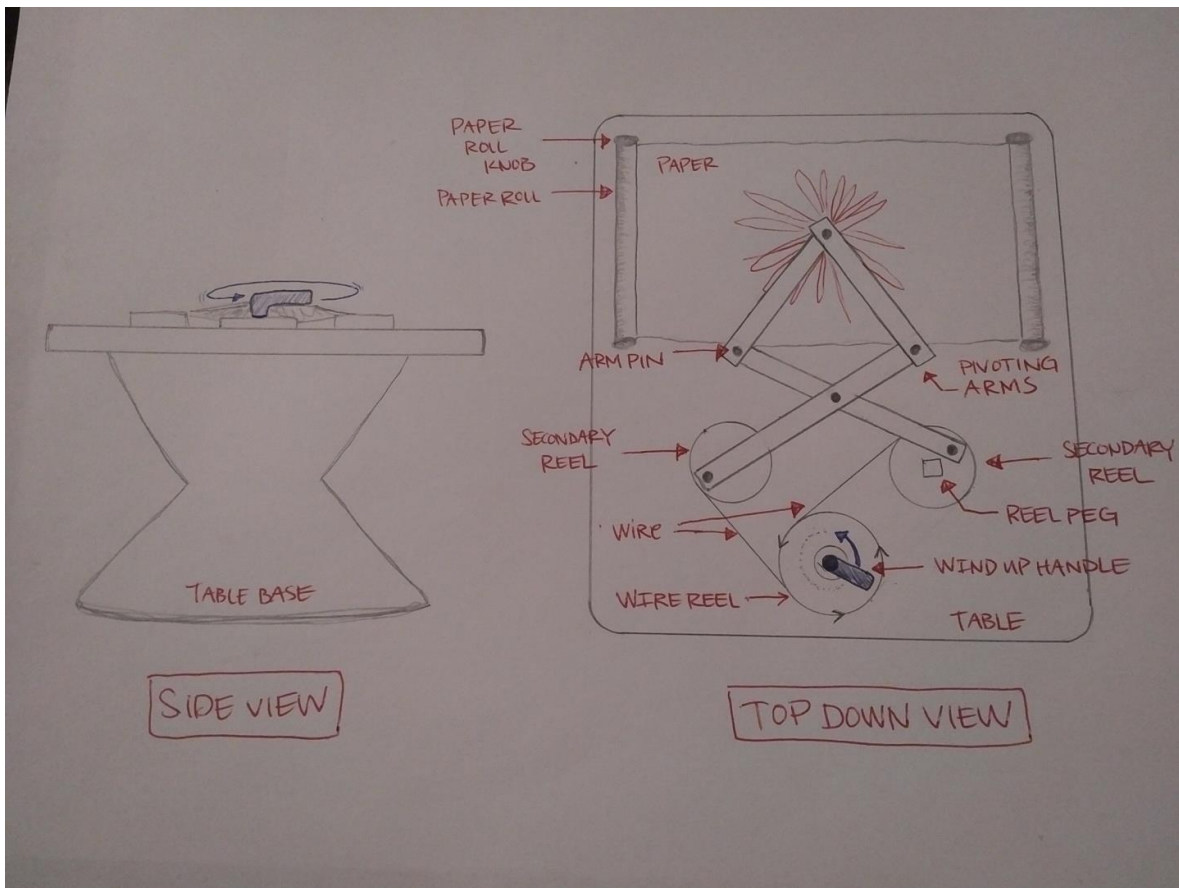 PAPER
ROLL
KNOB
PAPER ROLL
PAPER
ARM PIN
PIVOTING
ARMS
SECONDARY
REEL
SECONDARY
REEL
REEL PEG
WIRE
WIND UP HANDLE
WIRE REEL
TABLE
TABLE BASE
SIDE VIEW
TOP DOWN VIEW